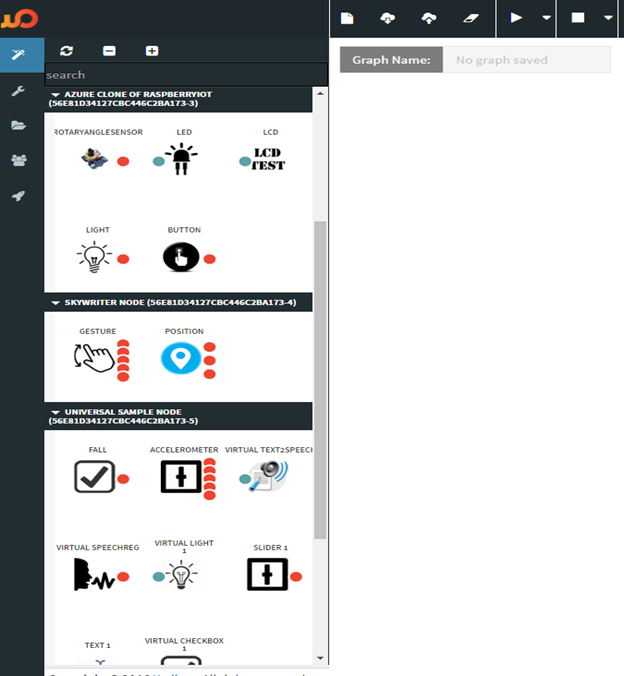 search
Graph Name: No graph saved
AZURE CLONE OF RASPBERRYIOT
(56E81D34127CBC446C2BA173-3)
ROTARYANGLESENSOR LED LCD
LCD
TEST
LIGHT BUTTON
SKYWRITER NODE (56E81D34127CBC446C2BA173-4)
GESTURE POSITION
UNIVERSAL SAMPLE NODE
(56E81D34127CBC446C2BA173-5)
FALL ACCELEROMETER VIRTUAL TEXT2SPEECH
VIRTUAL SPEECHREG VIRTUAL LIGHT
1
SLIDER 1
TEXT 1 VIRTUAL CHECKBOX
1